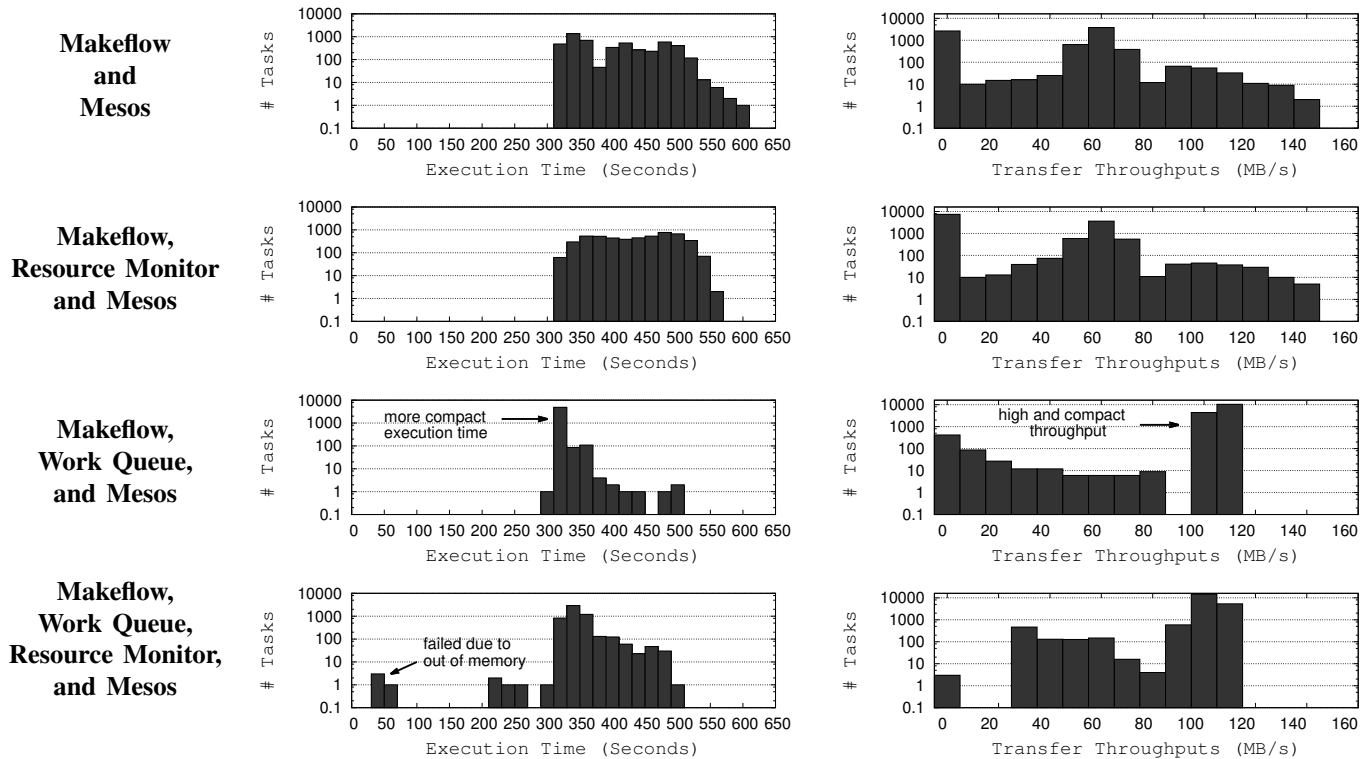 Makeflow
and
Mesos
# Tasks
10000
1000
100
10
1
0.1
0 50 100 150 200 250 300 350 400 450 500 550 600 650
Execution Time (Seconds)
# Tasks
10000
1000
100
10
1
0.1
0 20 40 60 80 100 120 140 160
Transfer Throughputs (MB/s)
Makeflow,
Resource Monitor
and Mesos
# Tasks
10000
1000
100
10
1
0.1
0 50 100 150 200 250 300 350 400 450 500 550 600 650
Execution Time (Seconds)
# Tasks
10000
1000
100
10
1
0.1
0 20 40 60 80 100 120 140 160
Transfer Throughputs (MB/s)
Makeflow,
Work Queue,
and Mesos
# Tasks
10000
1000
100
10
1
0.1
more compact
execution time
0 50 100 150 200 250 300 350 400 450 500 550 600 650
Execution Time (Seconds)
# Tasks
10000
1000
100
10
1
0.1
high and compact
throughput
0 20 40 60 80 100 120 140 160
Transfer Throughputs (MB/s)
Makeflow,
Work Queue,
Resource Monitor,
and Mesos
# Tasks
10000
1000
100
10
1
0.1
failed due to
out of memory
0 50 100 150 200 250 300 350 400 450 500 550 600 650
Execution Time (Seconds)
# Tasks
10000
1000
100
10
1
0.1
0 20 40 60 80 100 120 140 160
Transfer Throughputs (MB/s)